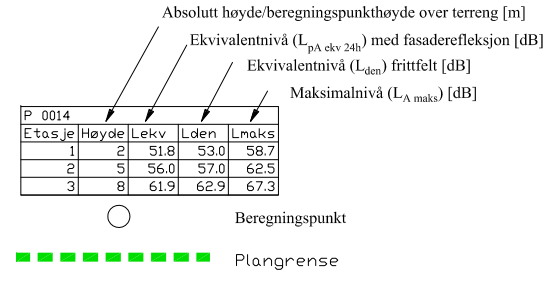 Absolutt høyde/beregningspunkthøyde over terreng [m]
Ekvivalentnivå (LpA ekv 24h) med fasaderefleksjon [dB]
Ekvivalentnivå (Lden) frittfelt [dB]
Maksimalnivå (LA maks) [dB]
P 0014
Etasje Høyde Lekv Lden Lmaks
1 2 51.8 53.0 58.7
2 5 56.0 57.0 62.5
3 8 61.9 62.9 67.3
Beregningspunkt
Plangrense